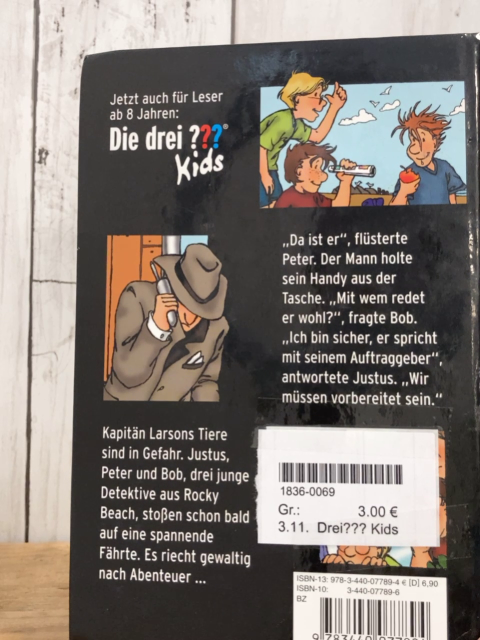 Jetzt auch für Leser
ab 8 Jahren:
Die drei ???®
Kids
„Da ist er“, flüsterte
Peter. Der Mann holte
sein Handy aus der
Tasche. „Mit wem redet
er wohl?“, fragte Bob.
„Ich bin sicher, er spricht
mit seinem Auftraggeber“,
antwortete Justus. „Wir
müssen vorbereitet sein.“
Kapitän Larsons Tiere
sind in Gefahr. Justus,
Peter und Bob, drei junge
Detektive aus Rocky
Beach, stoßen schon bald
auf eine spannende
Fährte. Es riecht gewaltig
nach Abenteuer ...
1836-0069
Gr.: 3.00 €
3.11. Drei??? Kids
ISBN-13: 978-3-440-07789-4 € [D] 6,90
ISBN-10: 3-440-07789-6
BZ